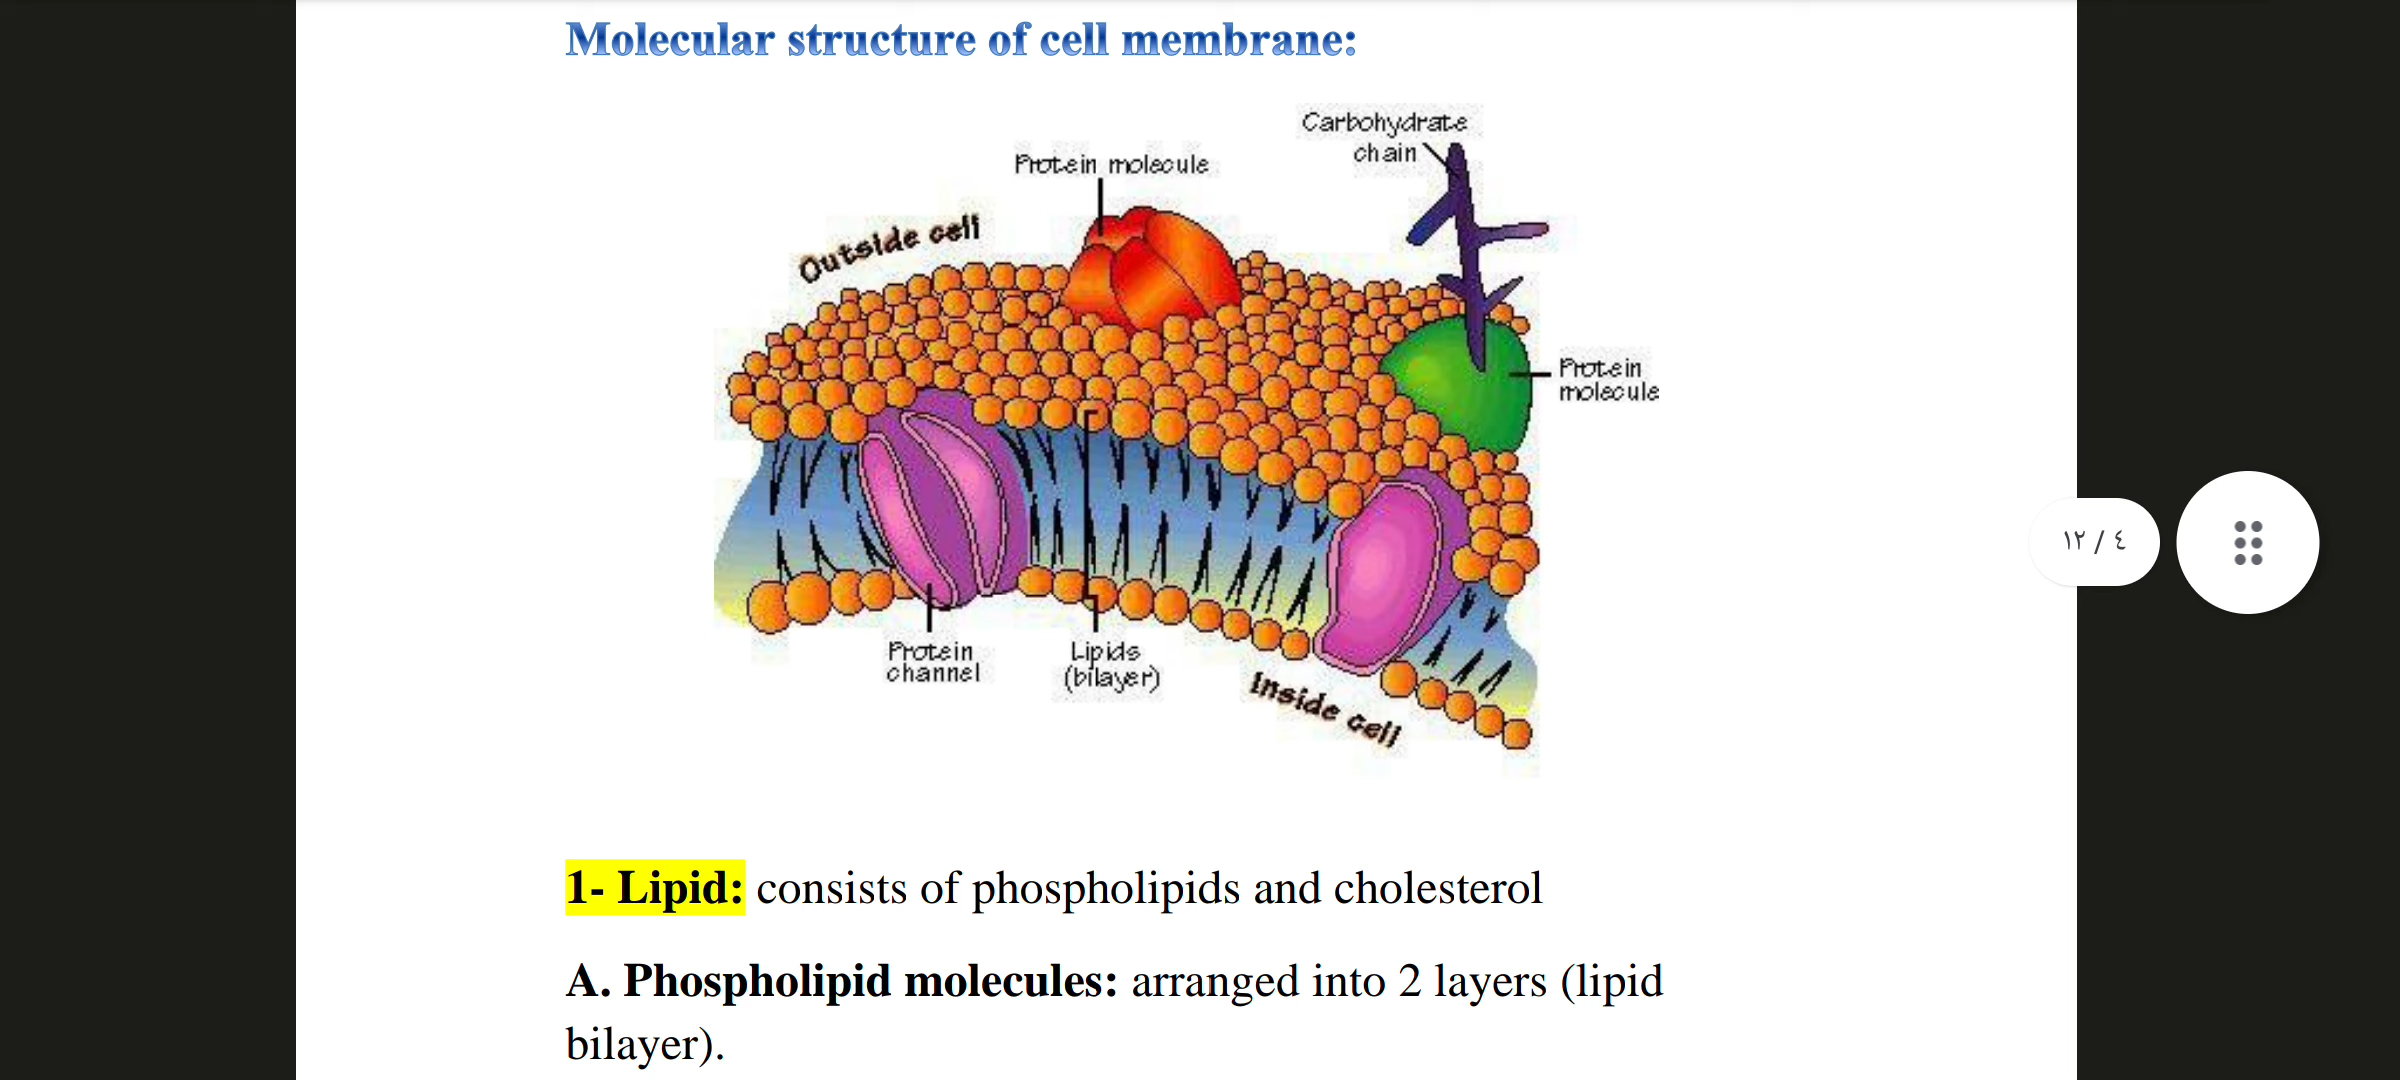 Molecular structure of cell membrane:
Carbohydrate
chain
Protein molecule
Outside cell
Protein
molecule
١٢ / ٤
Protein
channel
Lipids
(bilayer)
Inside cell
1- Lipid: consists of phospholipids and cholesterol
A. Phospholipid molecules: arranged into 2 layers (lipid
bilayer).